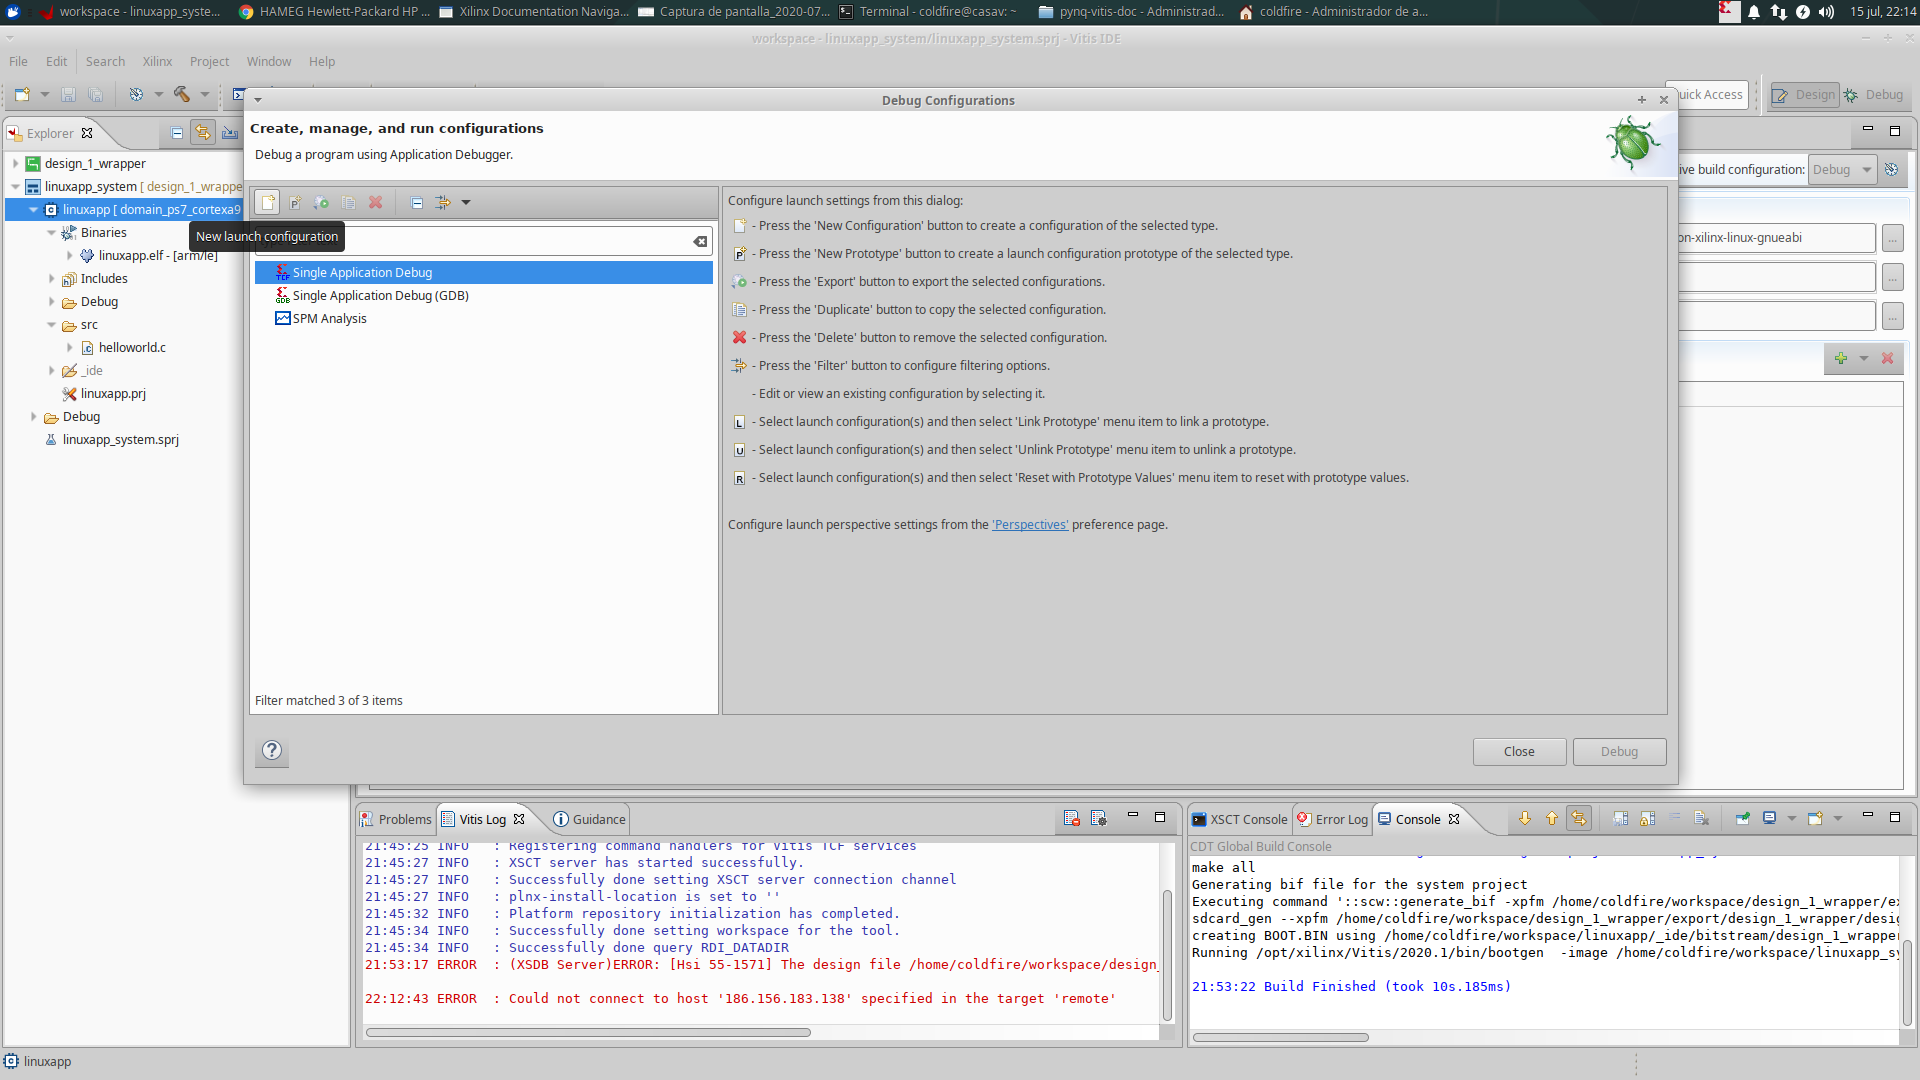 workspace - linuxapp_syste...
HAMEG Hewlett-Packard HP ...
Xilinx Documentation Naviga...
Captura de pantalla_2020-07...
Terminal - coldfire@casav: ~
pynq-vitis-doc - Administrad...
coldfire - Administrador de a...
15 jul, 22:14
workspace - linuxapp_system/linuxapp_system.sprj - Vitis IDE
File Edit Search Xilinx Project Window Help
uick Access
Design
Debug
Explorer
design_1_wrapper
linuxapp_system [ design_1_wrappe
linuxapp [ domain_ps7_cortexa9
Binaries
linuxapp.elf - [arm/le]
Includes
Debug
src
helloworld.c
_ide
linuxapp.prj
Debug
linuxapp_system.sprj
Debug Configurations
Create, manage, and run configurations
Debug a program using Application Debugger.
New launch configuration
Single Application Debug
Single Application Debug (GDB)
SPM Analysis
Filter matched 3 of 3 items
Configure launch settings from this dialog:
- Press the 'New Configuration' button to create a configuration of the selected type.
- Press the 'New Prototype' button to create a launch configuration prototype of the selected type.
- Press the 'Export' button to export the selected configurations.
- Press the 'Duplicate' button to copy the selected configuration.
- Press the 'Delete' button to remove the selected configuration.
- Press the 'Filter' button to configure filtering options.
- Edit or view an existing configuration by selecting it.
L - Select launch configuration(s) and then select 'Link Prototype' menu item to link a prototype.
U - Select launch configuration(s) and then select 'Unlink Prototype' menu item to unlink a prototype.
R - Select launch configuration(s) and then select 'Reset with Prototype Values' menu item to reset with prototype values.
Configure launch perspective settings from the 'Perspectives' preference page.
Close
Debug
ive build configuration: Debug
on-xilinx-linux-gnueabi
...
...
...
Problems
Vitis Log
Guidance
21:45:25 INFO : Registering command handlers for Vitis TCF services
21:45:27 INFO : XSCT server has started successfully.
21:45:27 INFO : Successfully done setting XSCT server connection channel
21:45:27 INFO : plnx-install-location is set to ''
21:45:32 INFO : Platform repository initialization has completed.
21:45:34 INFO : Successfully done setting workspace for the tool.
21:45:34 INFO : Successfully done query RDI_DATADIR
21:53:17 ERROR : (XSDB Server)ERROR: [Hsi 55-1571] The design file /home/coldfire/workspace/design_
22:12:43 ERROR : Could not connect to host '186.156.183.138' specified in the target 'remote'
XSCT Console
Error Log
Console
CDT Global Build Console
make all
Generating bif file for the system project
Executing command '::scw::generate_bif -xpfm /home/coldfire/workspace/design_1_wrapper/ex
sdcard_gen --xpfm /home/coldfire/workspace/design_1_wrapper/export/design_1_wrapper/desig
creating BOOT.BIN using /home/coldfire/workspace/linuxapp/_ide/bitstream/design_1_wrapper
Running /opt/xilinx/Vitis/2020.1/bin/bootgen -image /home/coldfire/workspace/linuxapp_sy
21:53:22 Build Finished (took 10s.185ms)
linuxapp